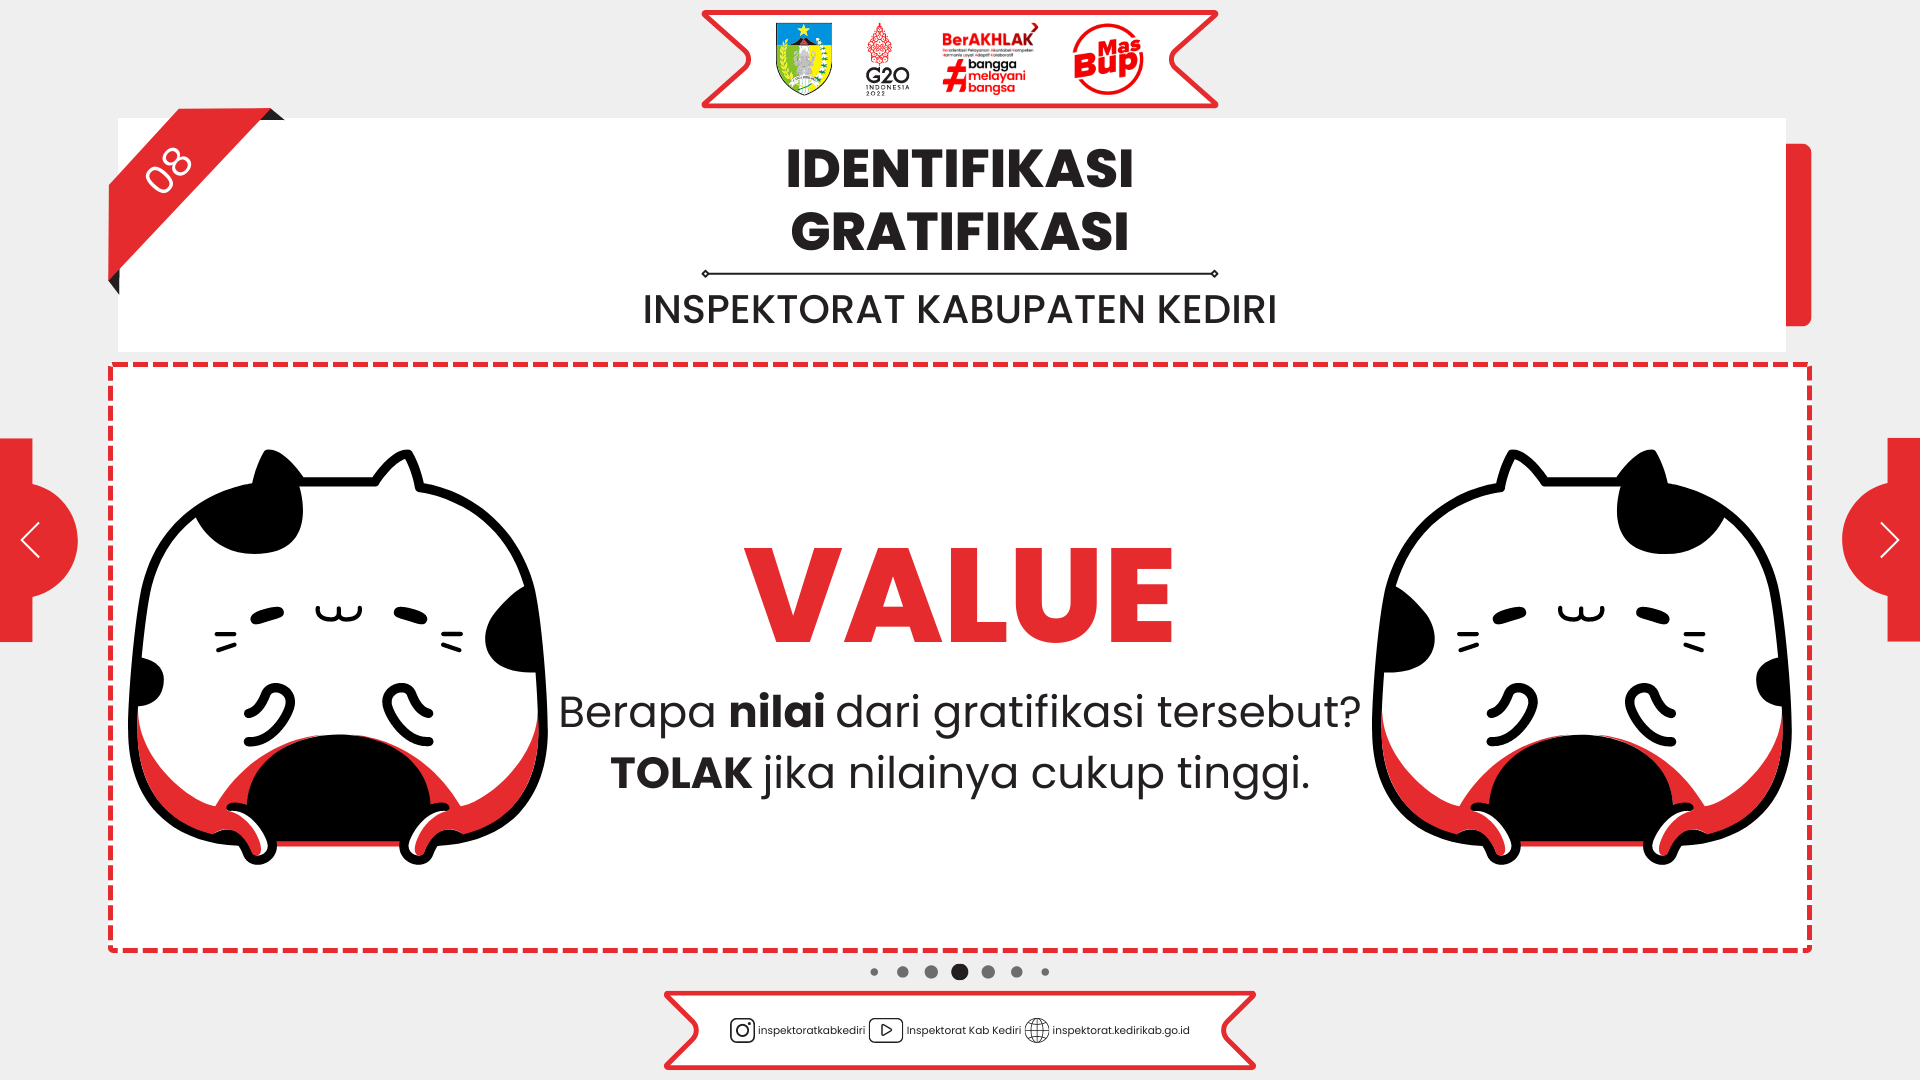 G20
INDONESIA
2022
BerAKHLAK
#bangga
melayani
bangsa
Mas
Bup
08
IDENTIFIKASI
GRATIFIKASI
INSPEKTORAT KABUPATEN KEDIRI
VALUE
Berapa nilai dari gratifikasi tersebut?
TOLAK jika nilainya cukup tinggi.
inspektoratkabkediri Inspektorat Kab Kediri inspektorat.kedirikab.go.id